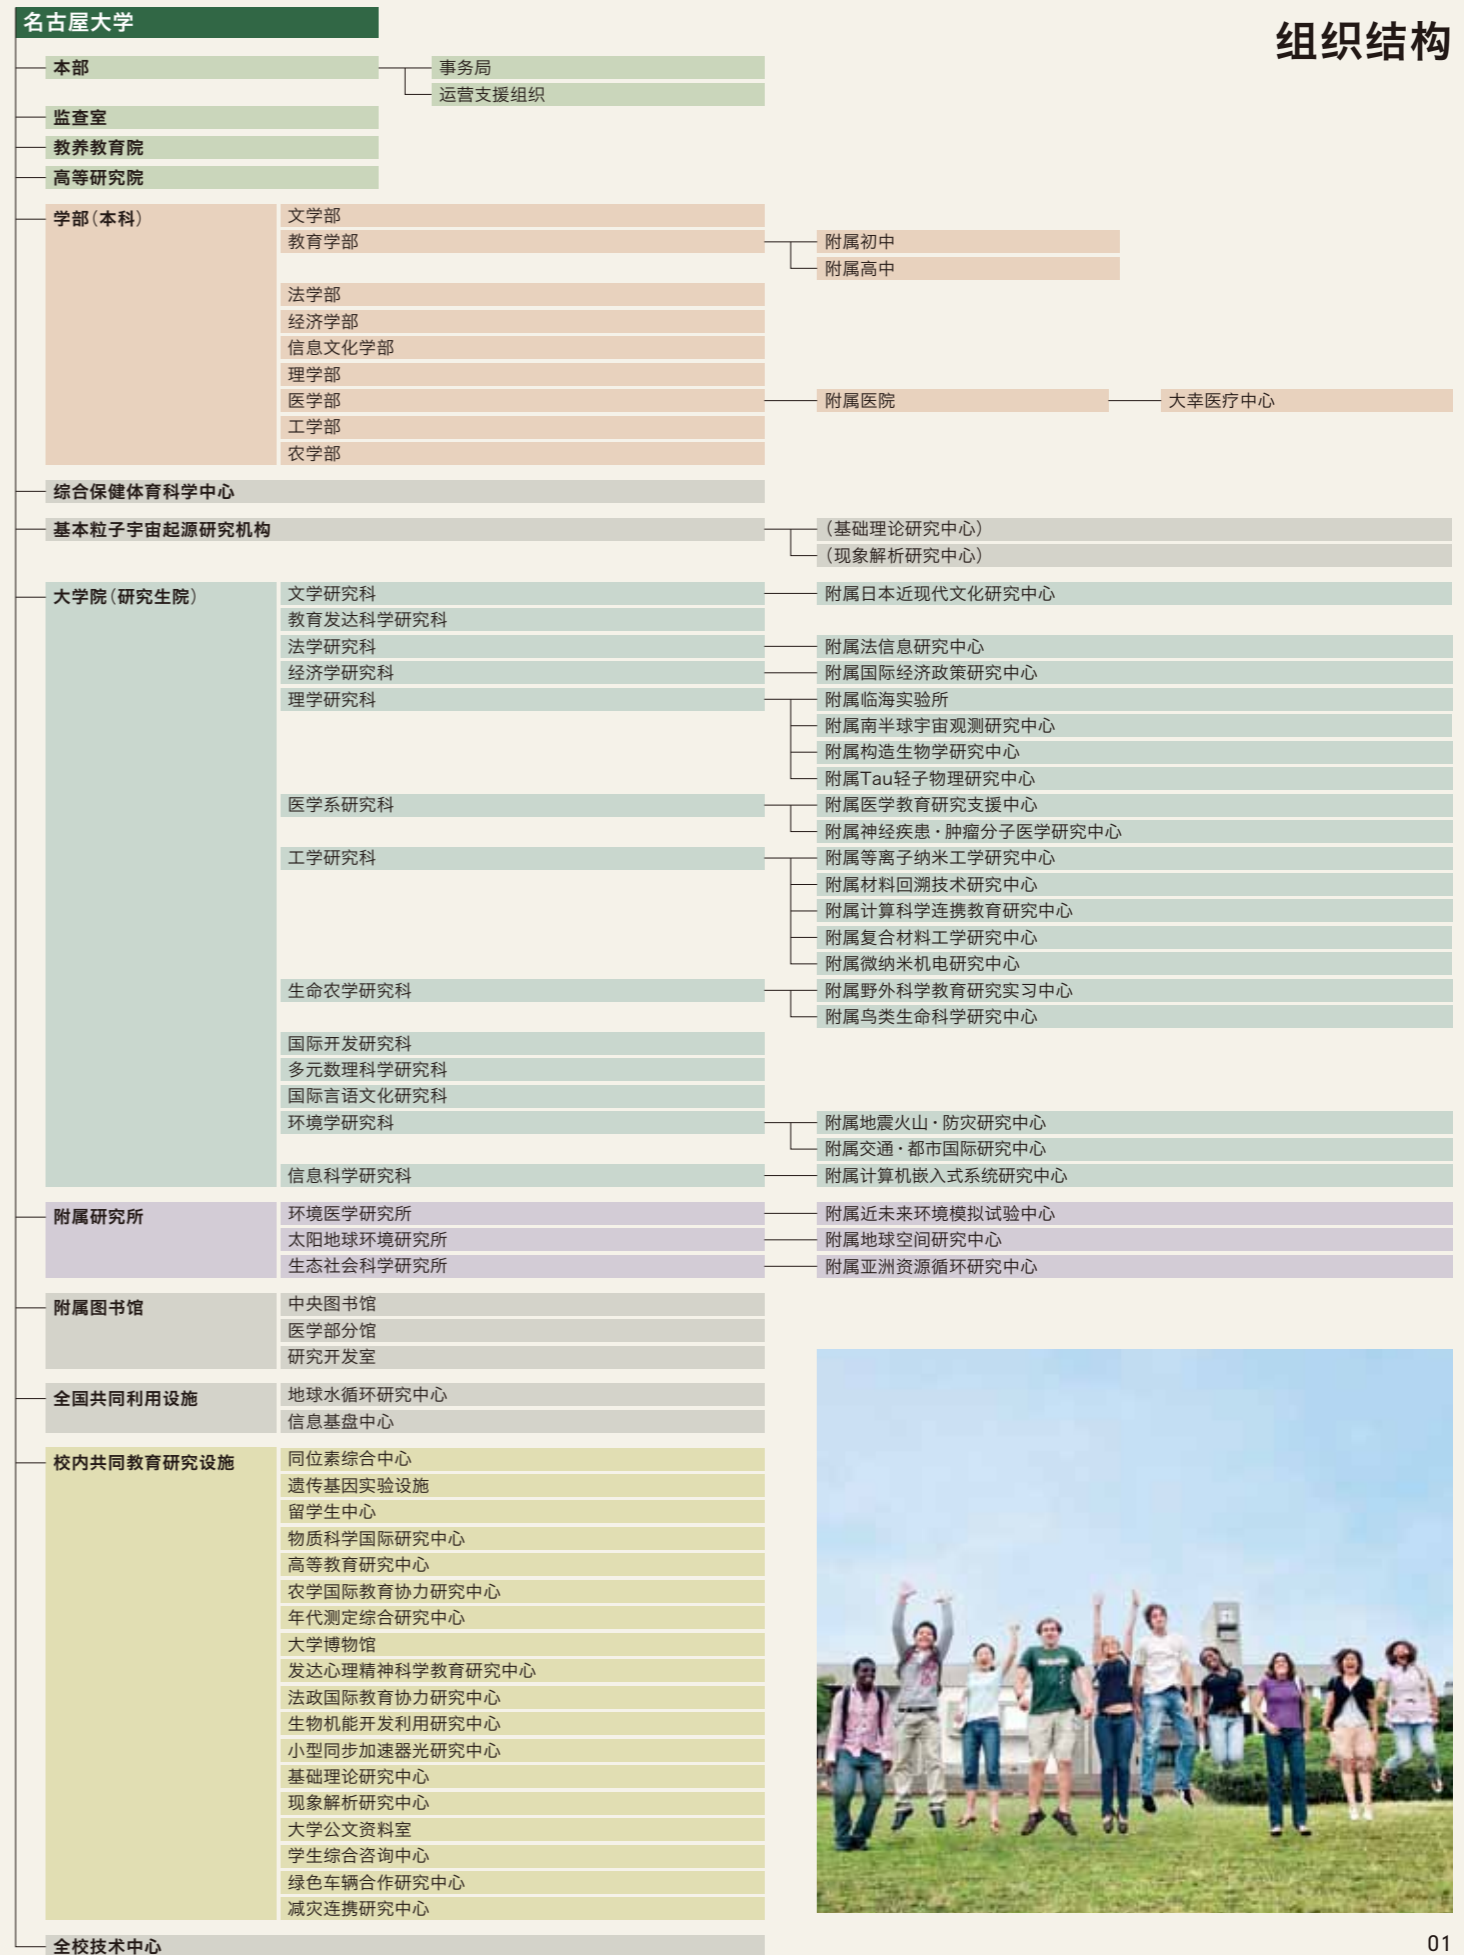 名古屋大学
组织结构
本部
事务局
运营支援组织
监查室
教养教育院
高等研究院
学部(本科)
文学部
教育学部
附属初中
附属高中
法学部
经济学部
信息文化学部
理学部
医学部
附属医院
大幸医疗中心
工学部
农学部
综合保健体育科学中心
基本粒子宇宙起源研究机构
(基础理论研究中心)
(现象解析研究中心)
大学院(研究生院)
文学研究科
附属日本近现代文化研究中心
教育发达科学研究科
法学研究科
附属法信息研究中心
经济学研究科
附属国际经济政策研究中心
理学研究科
附属临海实验所
附属南半球宇宙观测研究中心
附属构造生物学研究中心
附属Tau轻子物理研究中心
医学系研究科
附属医学教育研究支援中心
附属神经疾患·肿瘤分子医学研究中心
工学研究科
附属等离子纳米工学研究中心
附属材料回溯技术研究中心
附属计算科学连携教育研究中心
附属复合材料工学研究中心
附属微纳米机电研究中心
生命农学研究科
附属野外科学教育研究实习中心
附属鸟类生命科学研究中心
国际开发研究科
多元数理科学研究科
国际言语文化研究科
环境学研究科
附属地震火山·防灾研究中心
附属交通·都市国际研究中心
信息科学研究科
附属计算机嵌入式系统研究中心
附属研究所
环境医学研究所
附属近未来环境模拟试验中心
太阳地球环境研究所
附属地球空间研究中心
生态社会科学研究所
附属亚洲资源循环研究中心
附属图书馆
中央图书馆
医学部分馆
研究开发室
全国共同利用设施
地球水循环研究中心
信息基盘中心
校内共同教育研究设施
同位素综合中心
遗传基因实验设施
留学生中心
物质科学国际研究中心
高等教育研究中心
农学国际教育协力研究中心
年代测定综合研究中心
大学博物馆
发达心理精神科学教育研究中心
法政国际教育协力研究中心
生物机能开发利用研究中心
小型同步加速器光研究中心
基础理论研究中心
现象解析研究中心
大学公文资料室
学生综合咨询中心
绿色车辆合作研究中心
减灾连携研究中心
全校技术中心
01